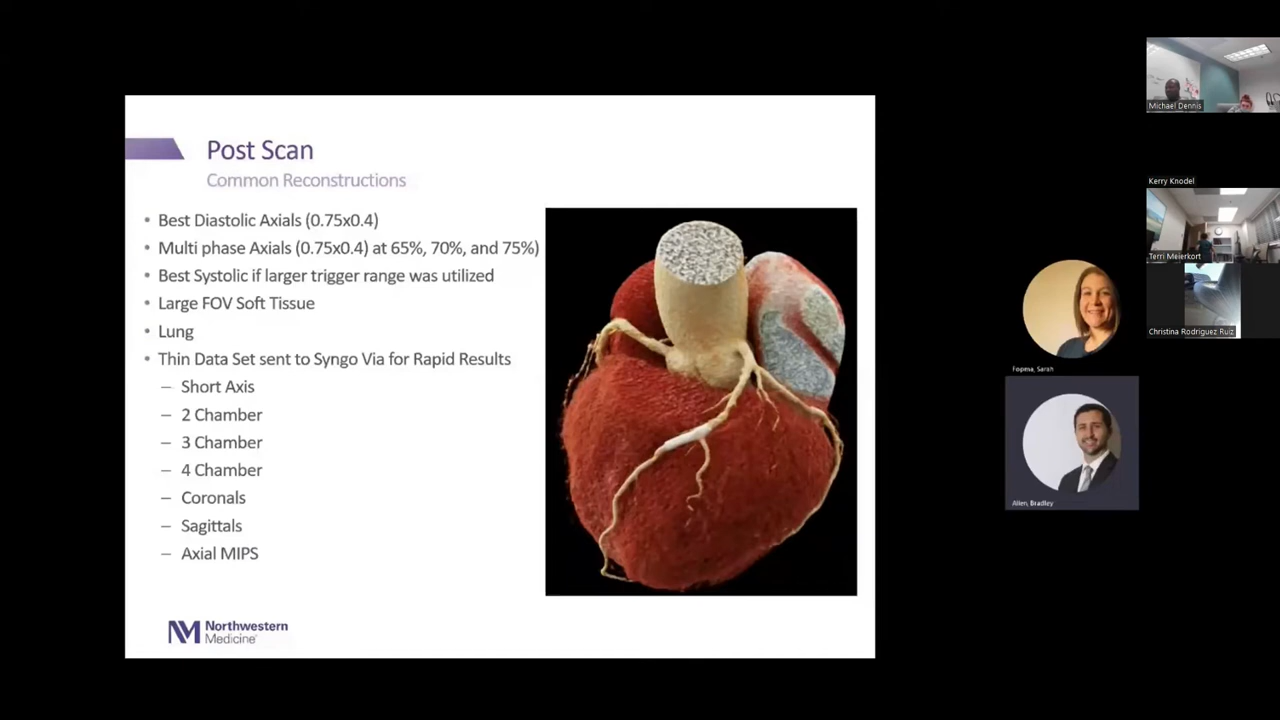 Post Scan
Common Reconstructions
• Best Diastolic Axials (0.75x0.4)
• Multi phase Axials (0.75x0.4) at 65%, 70%, and 75%)
• Best Systolic if larger trigger range was utilized
• Large FOV Soft Tissue
• Lung
• Thin Data Set sent to Syngo Via for Rapid Results
– Short Axis
– 2 Chamber
– 3 Chamber
– 4 Chamber
– Coronals
– Sagittals
– Axial MIPS
NM Northwestern
Medicine
Michael Dennis
Kerry Knodel
Terri Meierkort
Christina Rodriguez Ruiz
Fopma, Sarah
Allen, Bradley